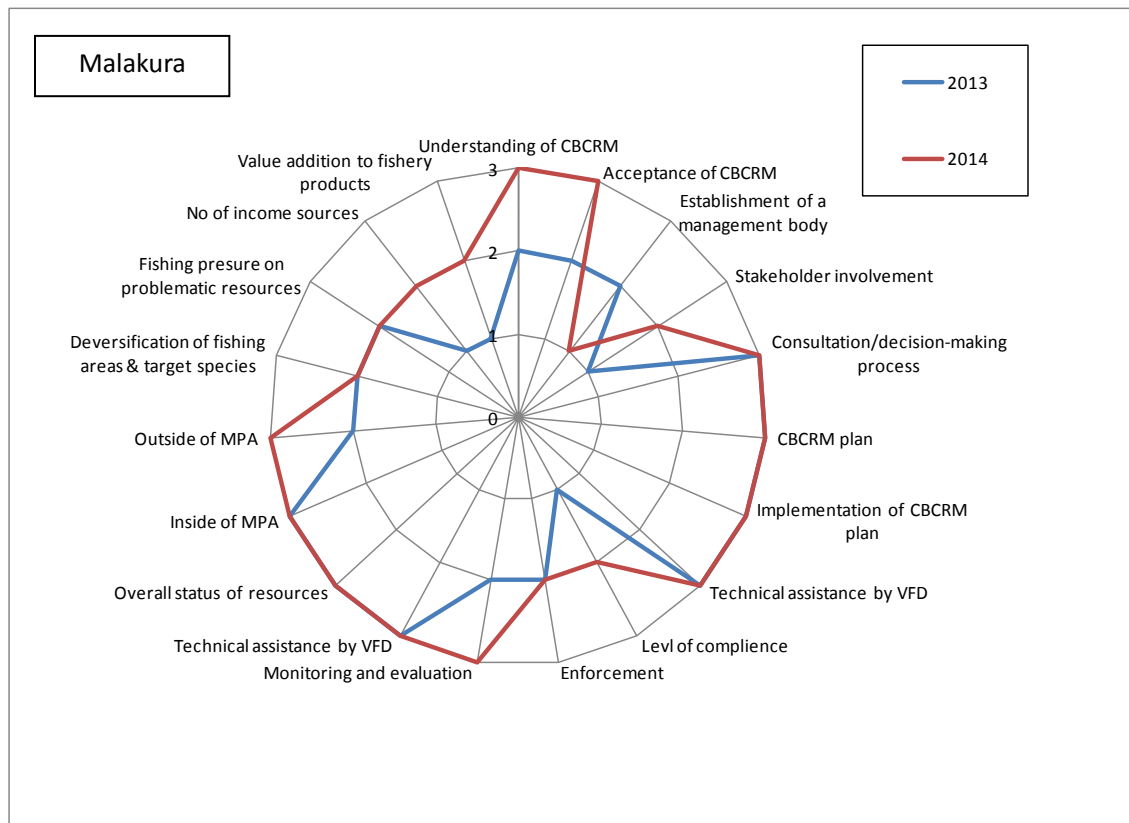 Malakura
2013
2014
Understanding of CBCRM
Acceptance of CBCRM
Establishment of a
management body
Stakeholder involvement
Consultation/decision-making
process
CBCRM plan
Implementation of CBCRM
plan
Technical assistance by VFD
Levl of complience
Enforcement
Monitoring and evaluation
Technical assistance by VFD
Overall status of resources
Inside of MPA
Outside of MPA
Deversification of fishing
areas & target species
Fishing presure on
problematic resources
No of income sources
Value addition to fishery
products
3
2
1
0